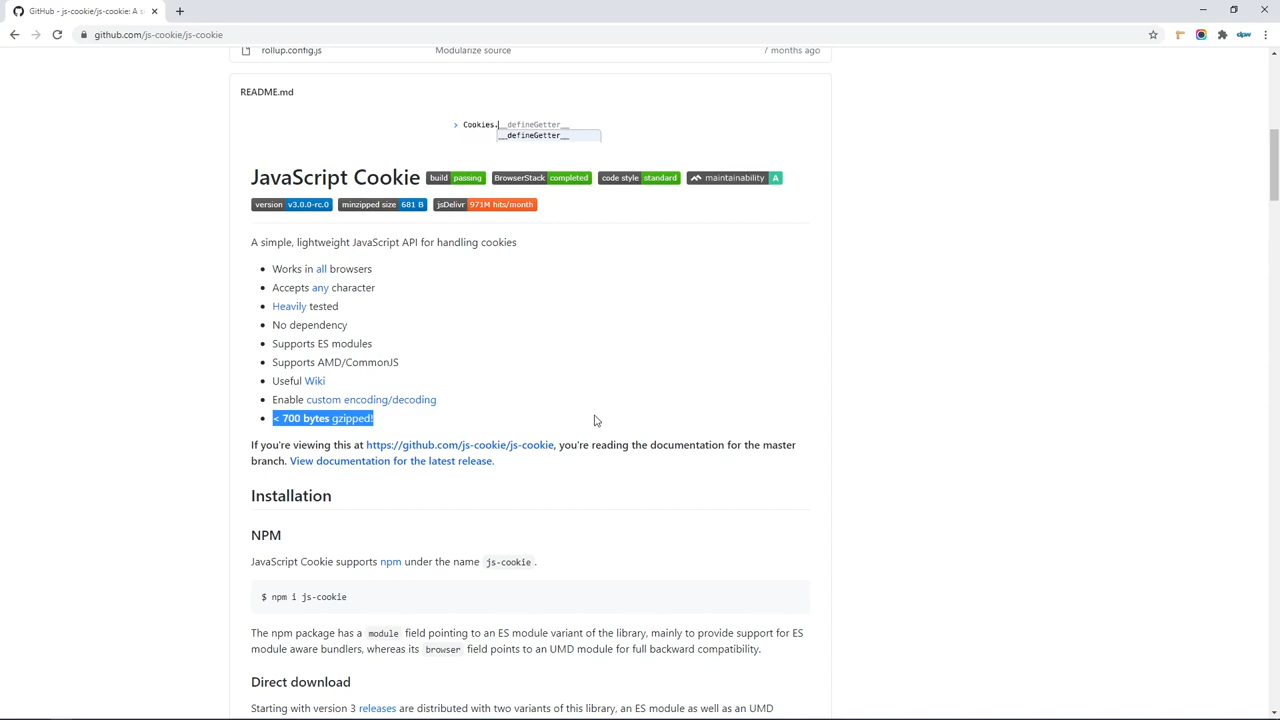 GitHub - js-cookie/js-cookie: A s
github.com/js-cookie/js-cookie
dpw
rollup.config.js Modularize source 7 months ago
README.md
> Cookies.__defineGetter__
__defineGetter__
JavaScript Cookie build passing BrowserStack completed code style standard maintainability A
version v3.0.0-rc.0 minzipped size 681 B jsDelivr 971M hits/month
A simple, lightweight JavaScript API for handling cookies
• Works in all browsers
• Accepts any character
• Heavily tested
• No dependency
• Supports ES modules
• Supports AMD/CommonJS
• Useful Wiki
• Enable custom encoding/decoding
• < 700 bytes gzipped!
If you're viewing this at https://github.com/js-cookie/js-cookie, you're reading the documentation for the master
branch. View documentation for the latest release.
Installation
NPM
JavaScript Cookie supports npm under the name js-cookie .
$ npm i js-cookie
The npm package has a module field pointing to an ES module variant of the library, mainly to provide support for ES
module aware bundlers, whereas its browser field points to an UMD module for full backward compatibility.
Direct download
Starting with version 3 releases are distributed with two variants of this library, an ES module as well as an UMD